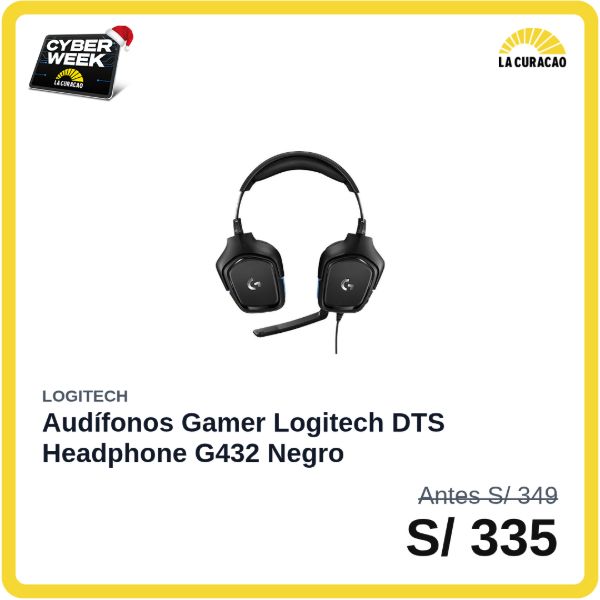 CYBER
WEEK
LA CURACAO
LA CURACAO
LOGITECH
Audífonos Gamer Logitech DTS
Headphone G432 Negro
Antes S/ 349
S/ 335